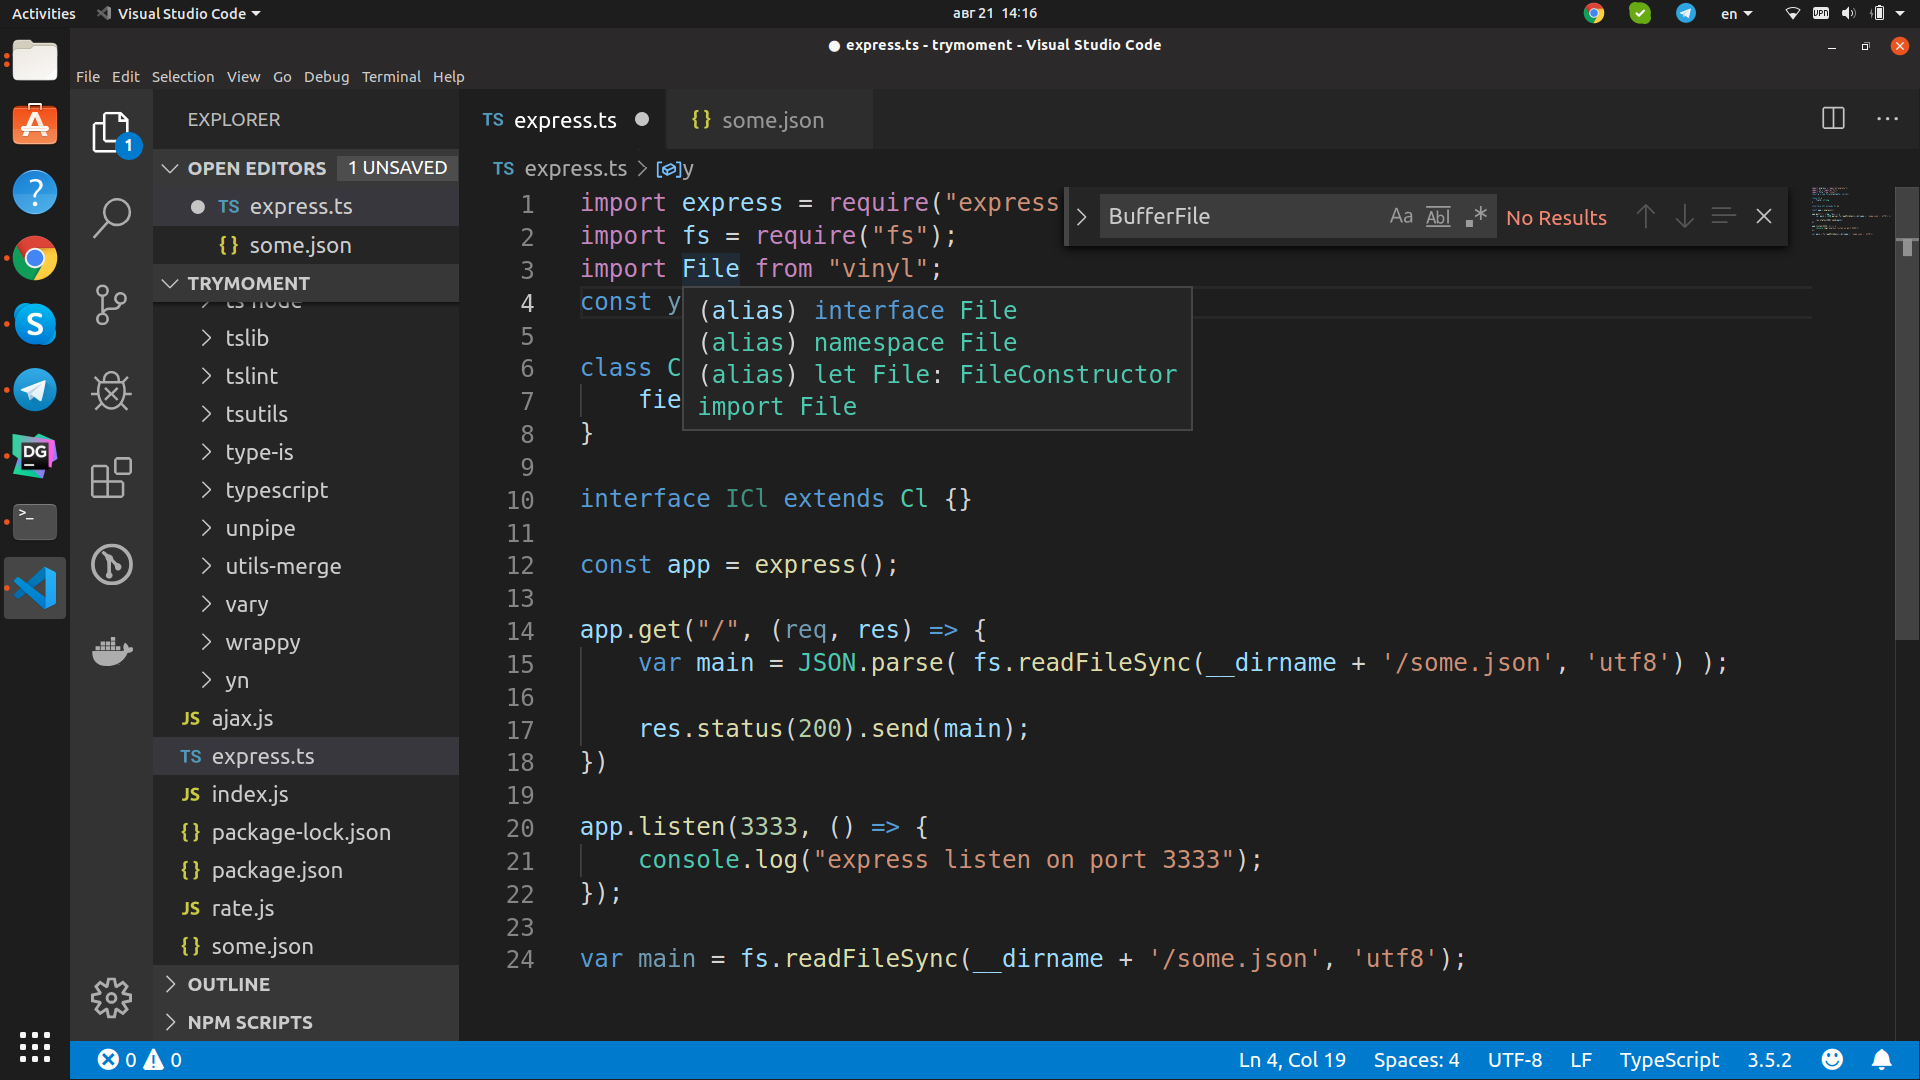 Activities
Visual Studio Code
авг 21 14:16
en
VPN
● express.ts - trymoment - Visual Studio Code
File Edit Selection View Go Debug Terminal Help
1
EXPLORER
OPEN EDITORS 1 UNSAVED
TS express.ts
{} some.json
TRYMOMENT
ts-node
tslib
tslint
tsutils
type-is
typescript
unpipe
utils-merge
vary
wrappy
yn
JS ajax.js
TS express.ts
JS index.js
{} package-lock.json
{} package.json
JS rate.js
{} some.json
OUTLINE
NPM SCRIPTS
TS express.ts ●
{} some.json
TS express.ts > y
BufferFile Aa Abl .* No Results
1 import express = require("express
2 import fs = require("fs");
3 import File from "vinyl";
4 const y
(alias) interface File
(alias) namespace File
(alias) let File: FileConstructor
import File
5
6 class C
7 fie
8 }
9
10 interface ICl extends Cl {}
11
12 const app = express();
13
14 app.get("/", (req, res) => {
15 var main = JSON.parse( fs.readFileSync(__dirname + '/some.json', 'utf8') );
16
17 res.status(200).send(main);
18 })
19
20 app.listen(3333, () => {
21 console.log("express listen on port 3333");
22 });
23
24 var main = fs.readFileSync(__dirname + '/some.json', 'utf8');
0 0
Ln 4, Col 19 Spaces: 4 UTF-8 LF TypeScript 3.5.2
DG